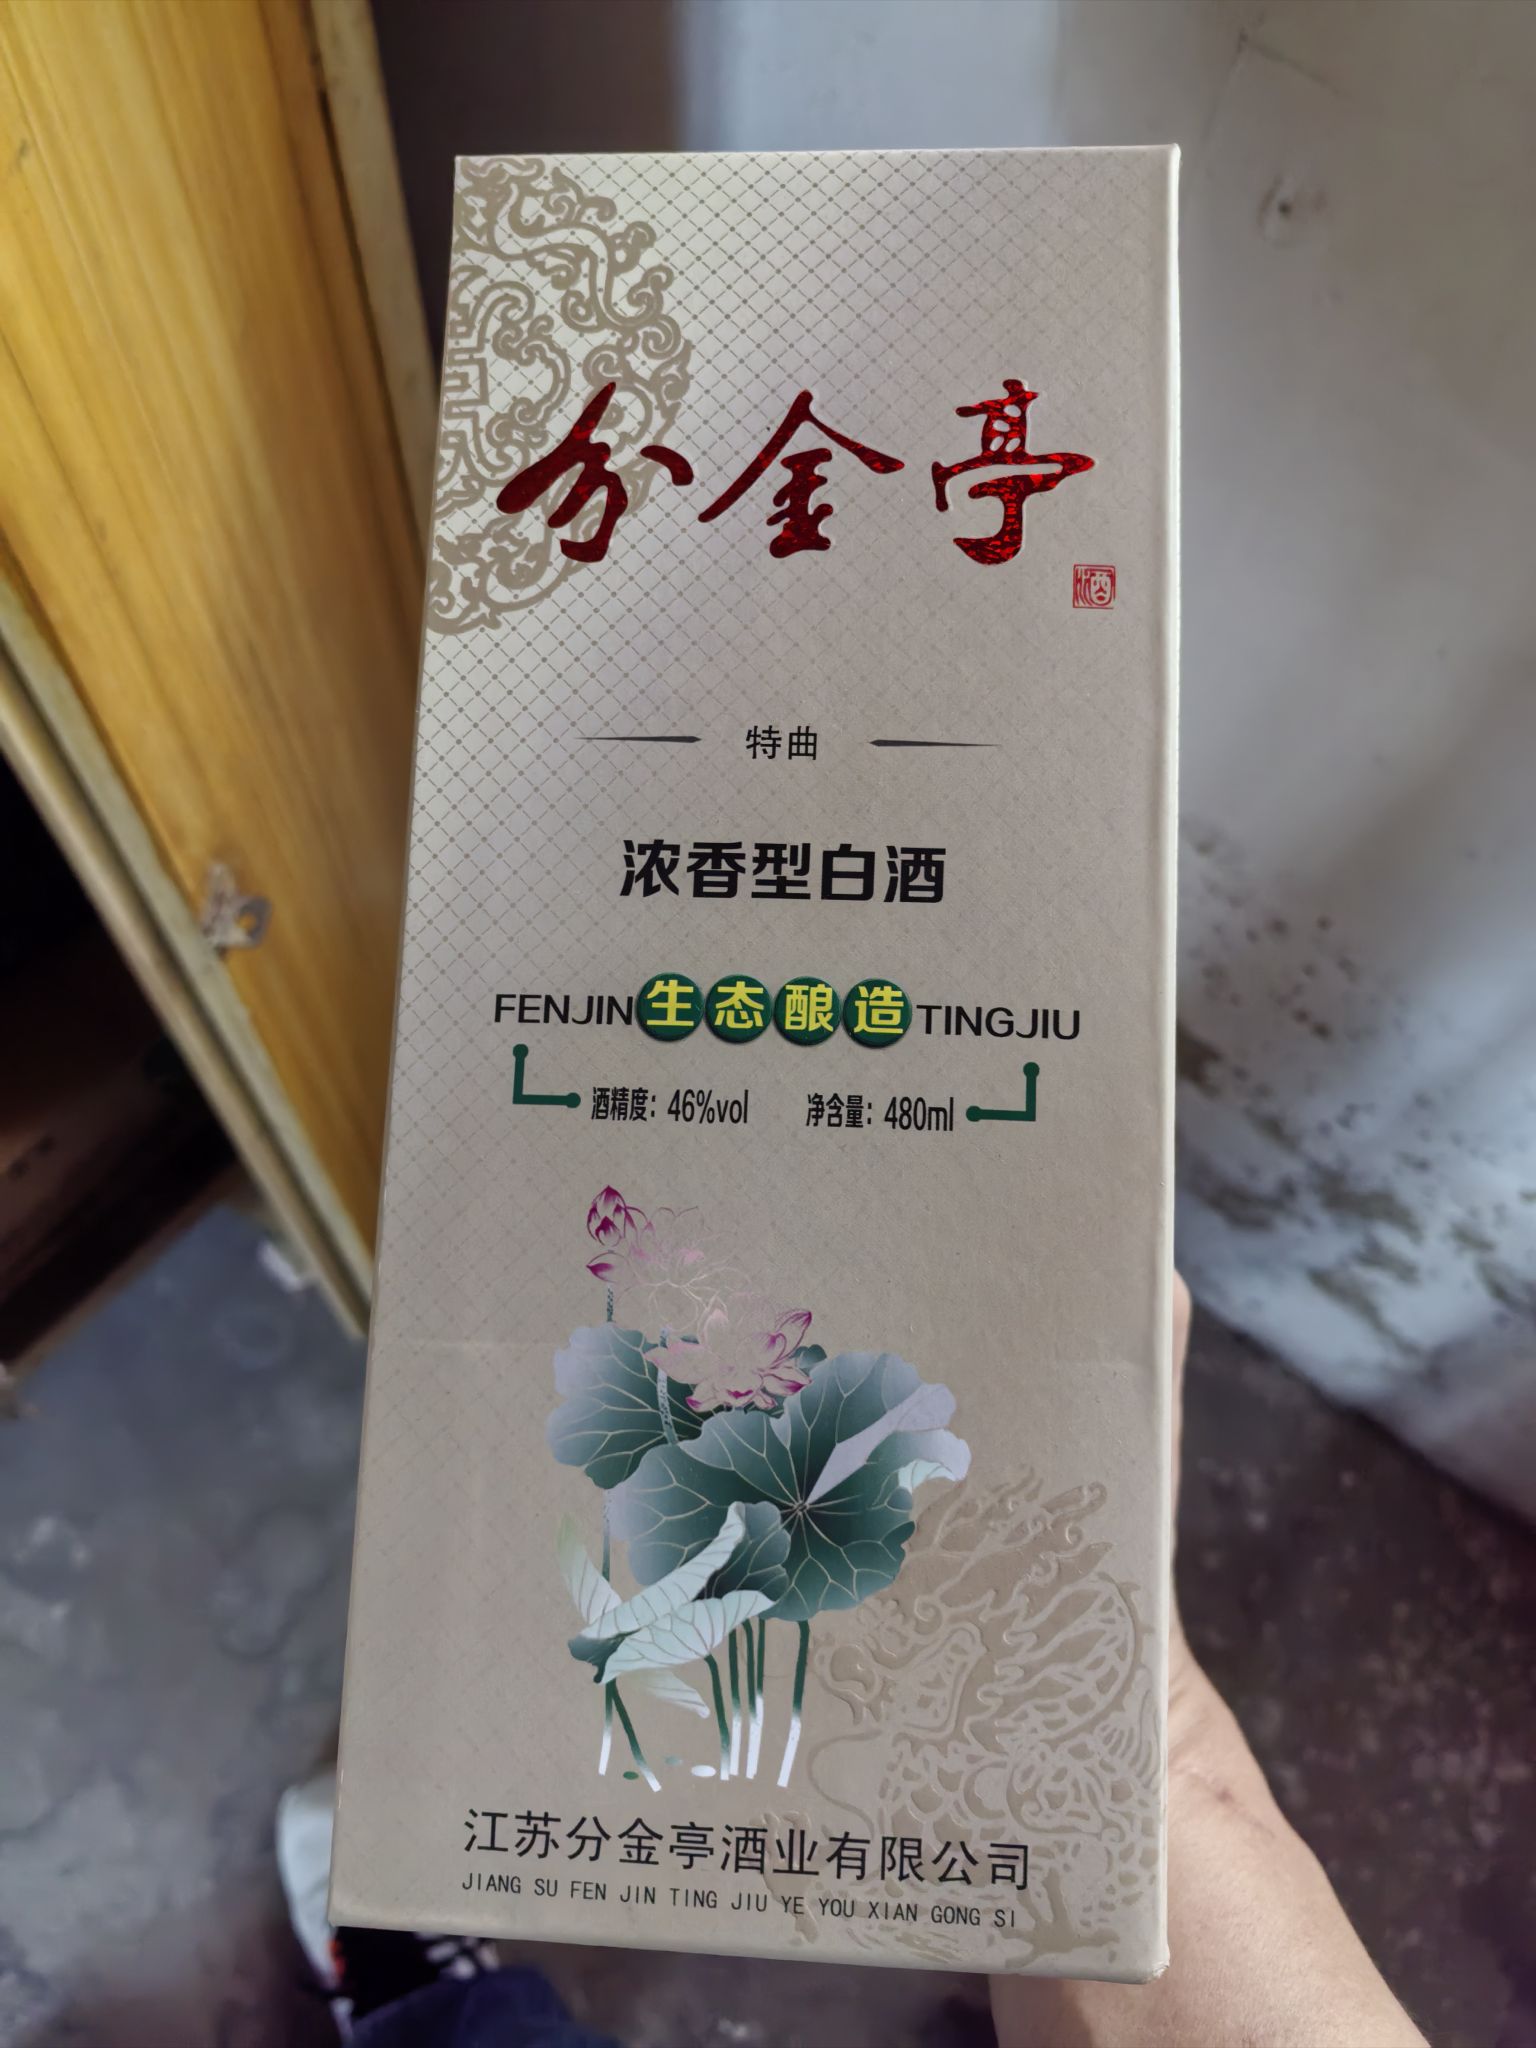 分金亭
酒
特曲
浓香型白酒
FENJIN生态酿造TINGJIU
酒精度：46%vol 净含量：480ml
江苏分金亭酒业有限公司
JIANG SU FEN JIN TING JIU YE YOU XIAN GONG SI